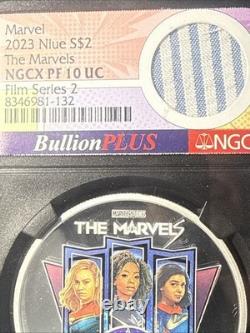 Marvel
2023 Niue S$2
The Marvels
NGCX PF 10 UC
Film Series 2
8346981-132
BullionPLUS
NGC
MARVEL STUDIOS
THE MARVELS